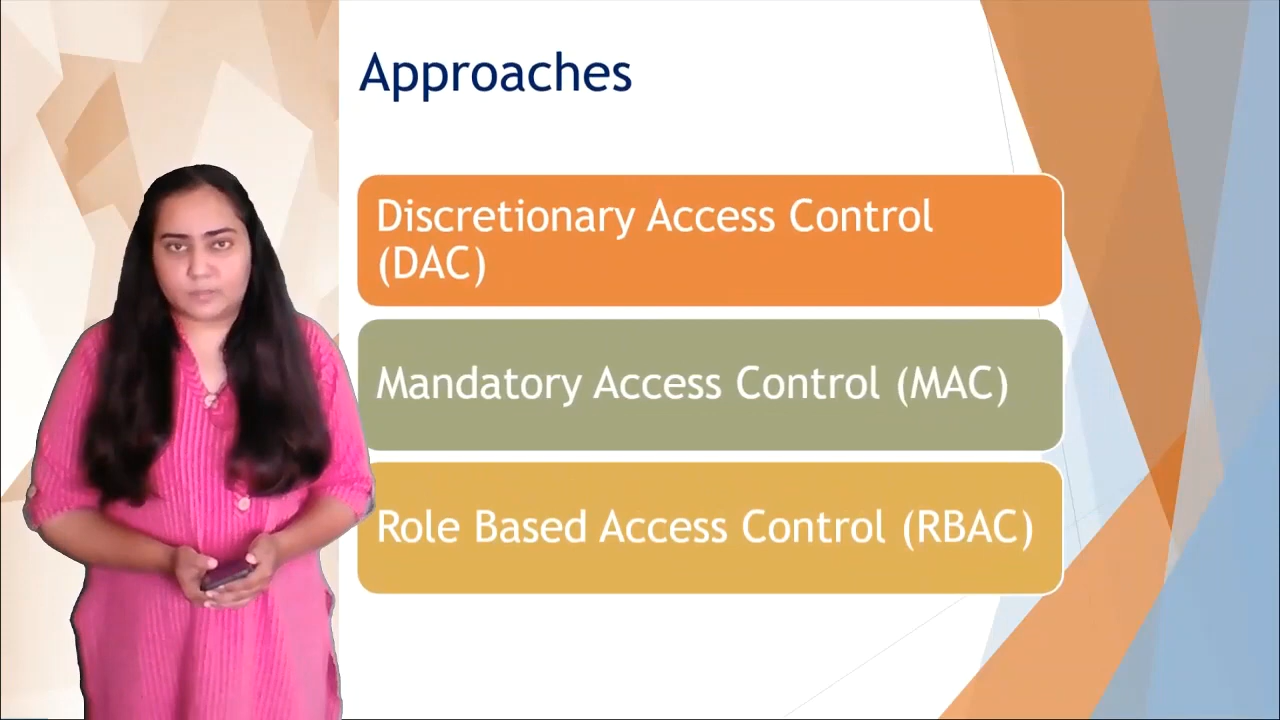 Approaches
Discretionary Access Control
(DAC)
Mandatory Access Control (MAC)
Role Based Access Control (RBAC)